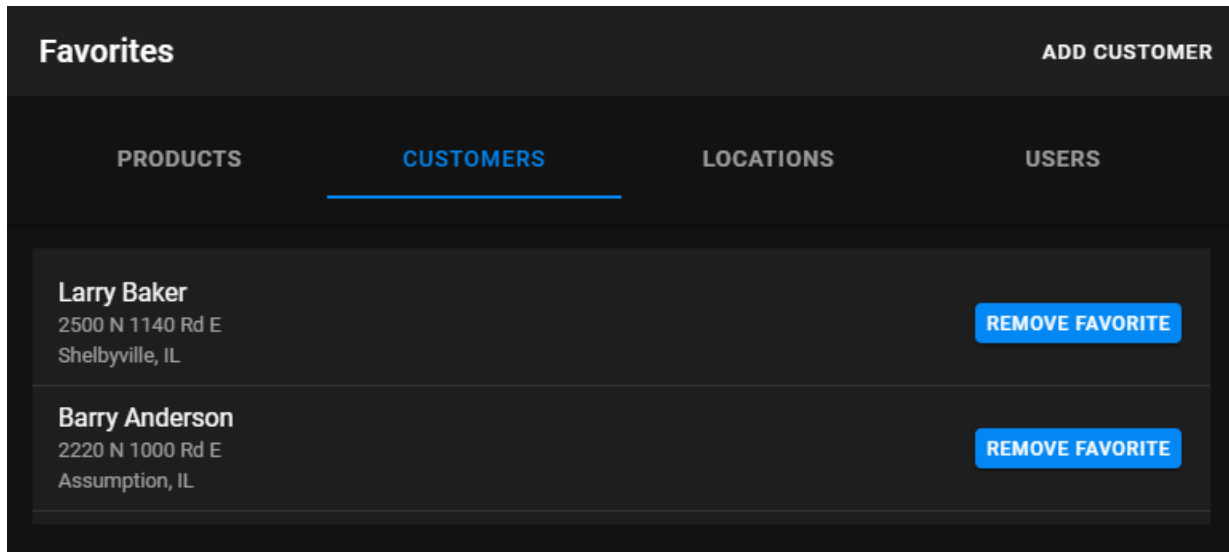 Favorites
ADD CUSTOMER
PRODUCTS
CUSTOMERS
LOCATIONS
USERS
Larry Baker
2500 N 1140 Rd E
Shelbyville, IL
REMOVE FAVORITE
Barry Anderson
2220 N 1000 Rd E
Assumption, IL
REMOVE FAVORITE